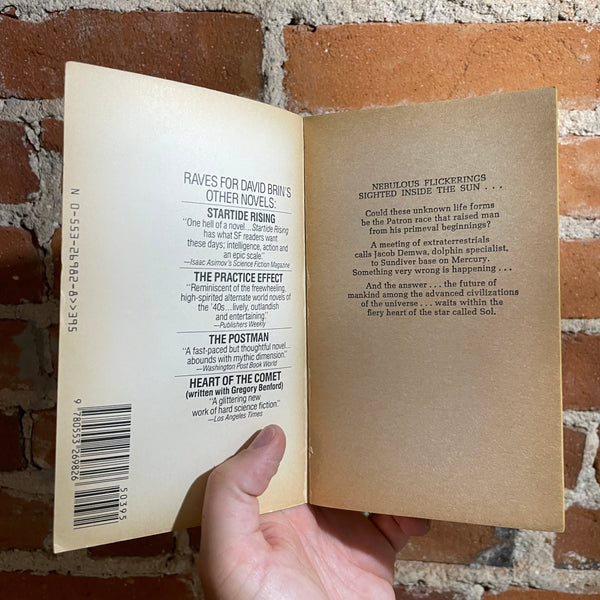 RAVES FOR DAVID BRIN'S
OTHER NOVELS:
STARTIDE RISING
"One hell of a novel... Startide Rising
has what SF readers want
these days; intelligence, action and
an epic scale."
—Isaac Asimov's Science Fiction Magazine
THE PRACTICE EFFECT
"Reminiscent of the freewheeling,
high-spirited alternate world novels of
the '40s...lively, outlandish
and entertaining."
—Publishers Weekly
THE POSTMAN
"A fast-paced but thoughtful novel...
abounds with mythic dimension."
—Washington Post Book World
HEART OF THE COMET
(written with Gregory Benford)
"A glittering new
work of hard science fiction."
—Los Angeles Times
N 0-553-26982-8>>395
9 780553 269826
50395
NEBULOUS FLICKERINGS
SIGHTED INSIDE THE SUN . . .
Could these unknown life forms
be the Patron race that raised man
from his primeval beginnings?
A meeting of extraterrestrials
calls Jacob Demwa, dolphin specialist,
to Sundiver base on Mercury.
Something very wrong is happening . . .
And the answer . . . the future of
mankind among the advanced civilizations
of the universe . . . waits within the
fiery heart of the star called Sol.